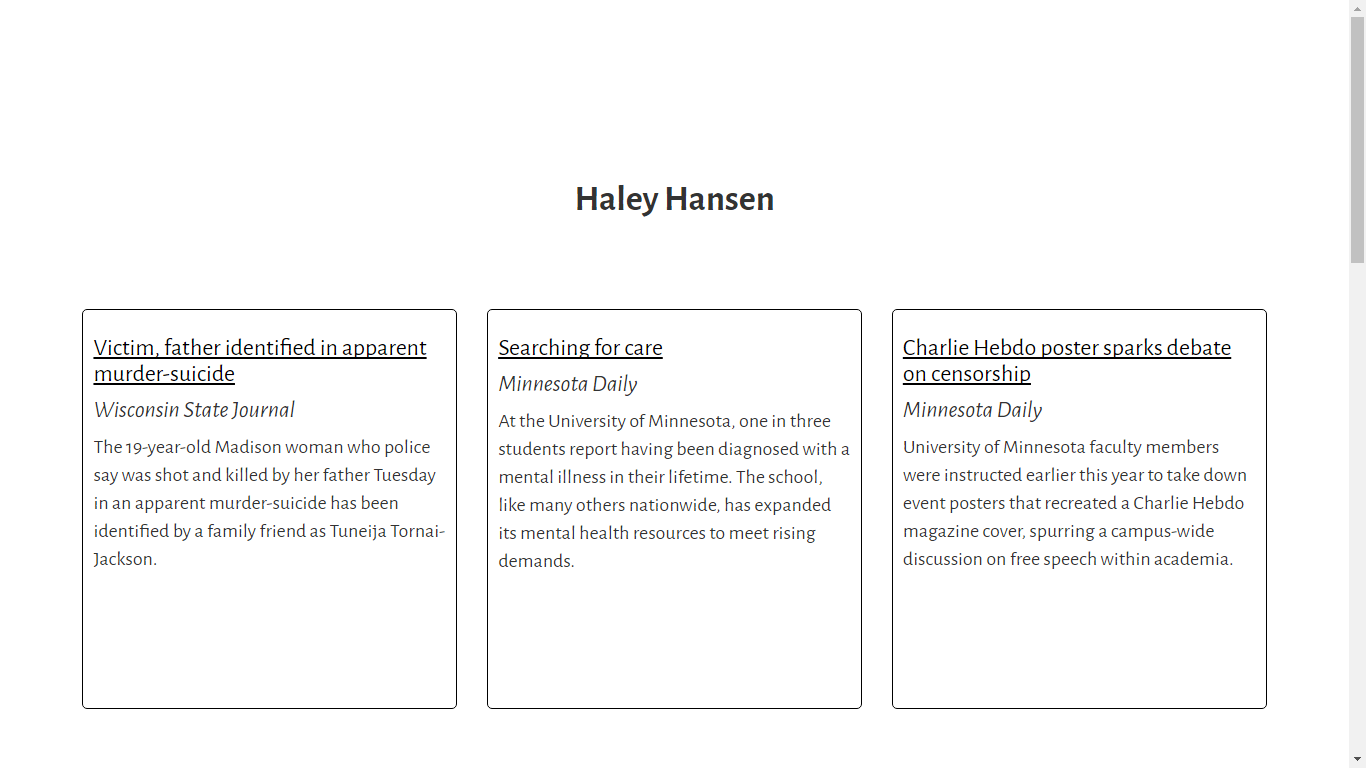 Haley Hansen
Victim, father identified in apparent
murder-suicide
Wisconsin State Journal
The 19-year-old Madison woman who police
say was shot and killed by her father Tuesday
in an apparent murder-suicide has been
identified by a family friend as Tuneija Tornai-
Jackson.
Searching for care
Minnesota Daily
At the University of Minnesota, one in three
students report having been diagnosed with a
mental illness in their lifetime. The school,
like many others nationwide, has expanded
its mental health resources to meet rising
demands.
Charlie Hebdo poster sparks debate
on censorship
Minnesota Daily
University of Minnesota faculty members
were instructed earlier this year to take down
event posters that recreated a Charlie Hebdo
magazine cover, spurring a campus-wide
discussion on free speech within academia.